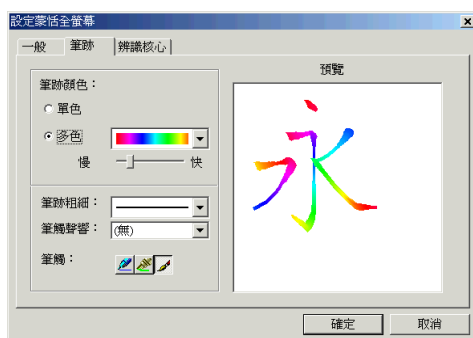 設定蒙恬全螢幕
一般 筆跡 辨識核心
預覽
筆跡顏色：
單色
多色
慢 快
筆跡粗細：
筆觸聲響： (無)
筆觸：
永
確定 取消